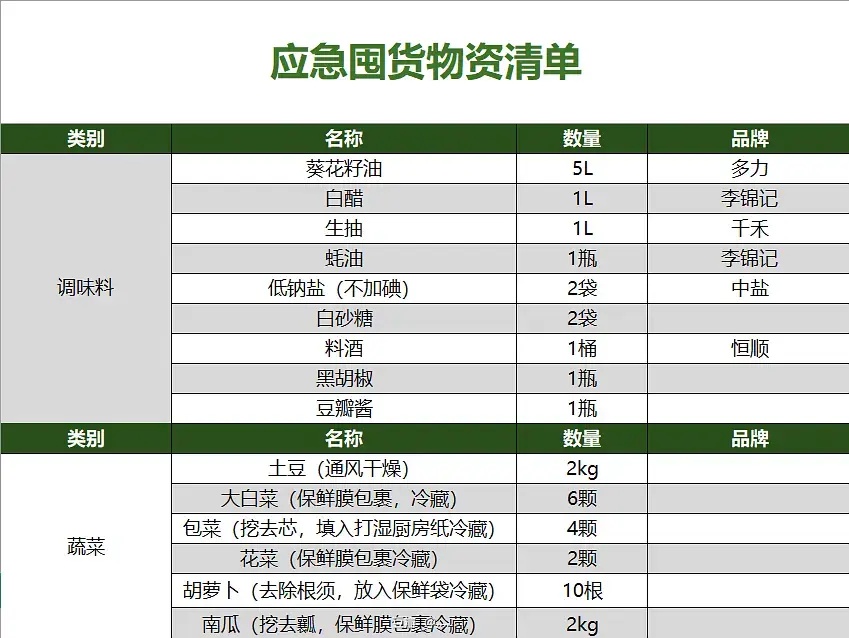 应急囤货物资清单
类别 名称 数量 品牌
调味料
葵花籽油 5L 多力
白醋 1L 李锦记
生抽 1L 千禾
蚝油 1瓶 李锦记
低钠盐（不加碘） 2袋 中盐
白砂糖 2袋
料酒 1桶 恒顺
黑胡椒 1瓶
豆瓣酱 1瓶
类别 名称 数量 品牌
蔬菜
土豆（通风干燥） 2kg
大白菜（保鲜膜包裹，冷藏） 6颗
包菜（挖去芯，填入打湿厨房纸冷藏） 4颗
花菜（保鲜膜包裹冷藏） 2颗
胡萝卜（去除根须，放入保鲜袋冷藏） 10根
南瓜（挖去瓤，保鲜膜包裹冷藏） 2kg